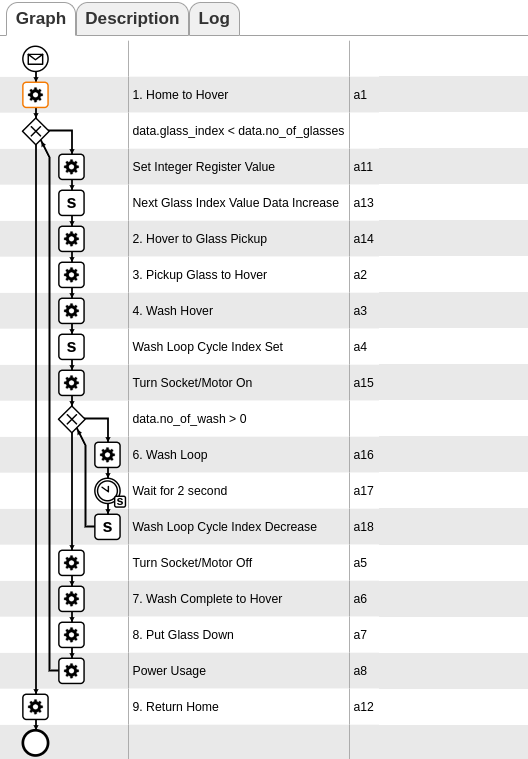 Graph Description Log
1. Home to Hover a1
data.glass_index < data.no_of_glasses
Set Integer Register Value a11
S Next Glass Index Value Data Increase a13
2. Hover to Glass Pickup a14
3. Pickup Glass to Hover a2
4. Wash Hover a3
S Wash Loop Cycle Index Set a4
Turn Socket/Motor On a15
data.no_of_wash > 0
6. Wash Loop a16
S Wait for 2 second a17
S Wash Loop Cycle Index Decrease a18
Turn Socket/Motor Off a5
7. Wash Complete to Hover a6
8. Put Glass Down a7
Power Usage a8
9. Return Home a12